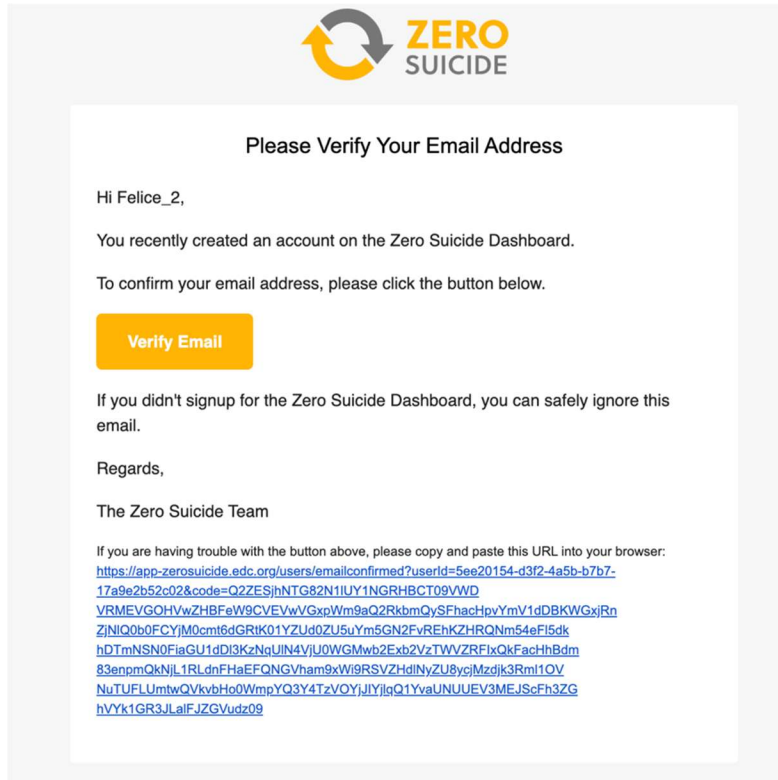 ZERO
SUICIDE
Please Verify Your Email Address
Hi Felice_2,
You recently created an account on the Zero Suicide Dashboard.
To confirm your email address, please click the button below.
Verify Email
If you didn't signup for the Zero Suicide Dashboard, you can safely ignore this
email.
Regards,
The Zero Suicide Team
If you are having trouble with the button above, please copy and paste this URL into your browser:
https://app-zerosuicide.edc.org/users/emailconfirmed?userId=5ee20154-d3f2-4a5b-b7b7-
17a9e2b52c02&code=Q2ZESjhNTG82N1lUY1NGRHBCT09VWD
VRMEVGOHVwZHBFeW9CVEVwVGxpWm9aQ2RkbmQySFhacHpvYmV1dDBKWGxjRn
ZjNlQ0b0FCYjM0cmt6dGRtK01YZUd0ZU5uYm5GN2FvREhKZHRQNm54eFl5dk
hDTmNSN0FiaGU1dDl3KzNqUlN4VjU0WGMwb2Exb2VzTWVZRFIxQkFacHhBdm
83enpmQkNjL1RLdnFHaEFQNGVham9xWi9RSVZHdlNyZU8ycjMzdjk3Rml1OV
NuTUFLUmtwQVkvbHo0WmpYQ3Y4TzVOYjJIYjlqQ1YvaUNUUEV3MEJScFh3ZG
hVYk1GR3JLalFJZGVudz09